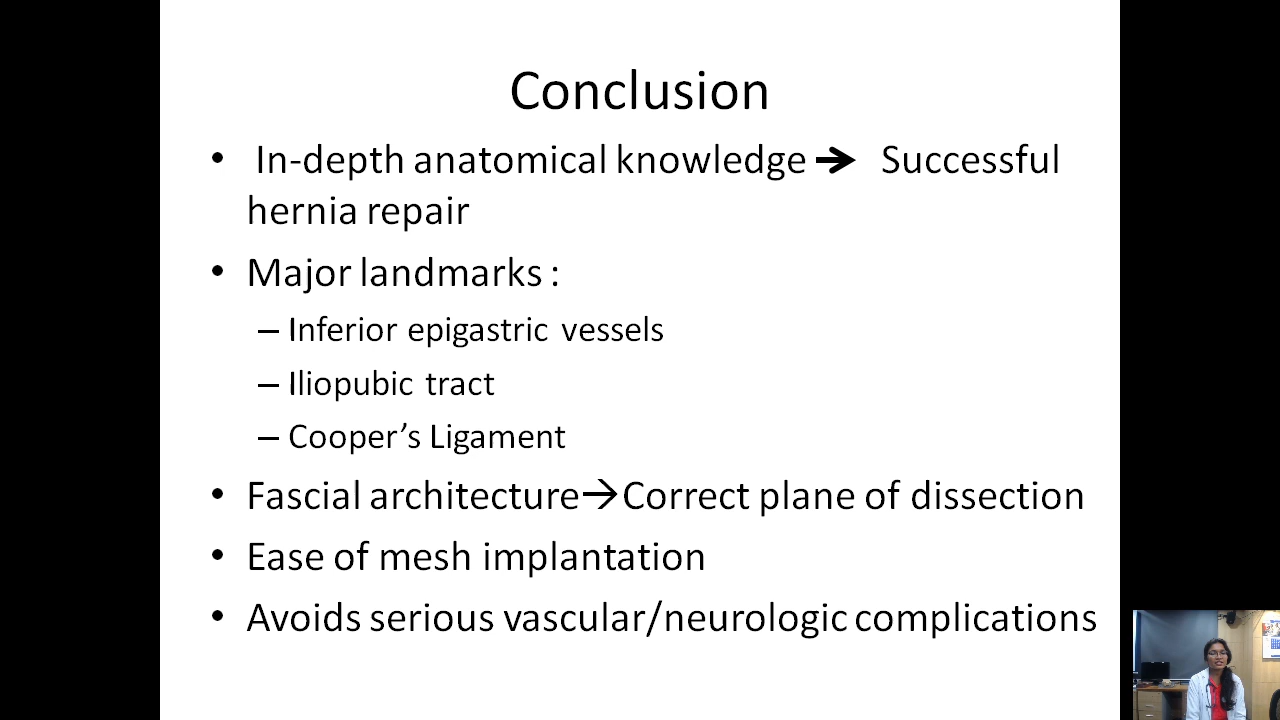 Conclusion
• In-depth anatomical knowledge ➔ Successful
hernia repair
• Major landmarks :
– Inferior epigastric vessels
– Iliopubic tract
– Cooper’s Ligament
• Fascial architecture→Correct plane of dissection
• Ease of mesh implantation
• Avoids serious vascular/neurologic complications